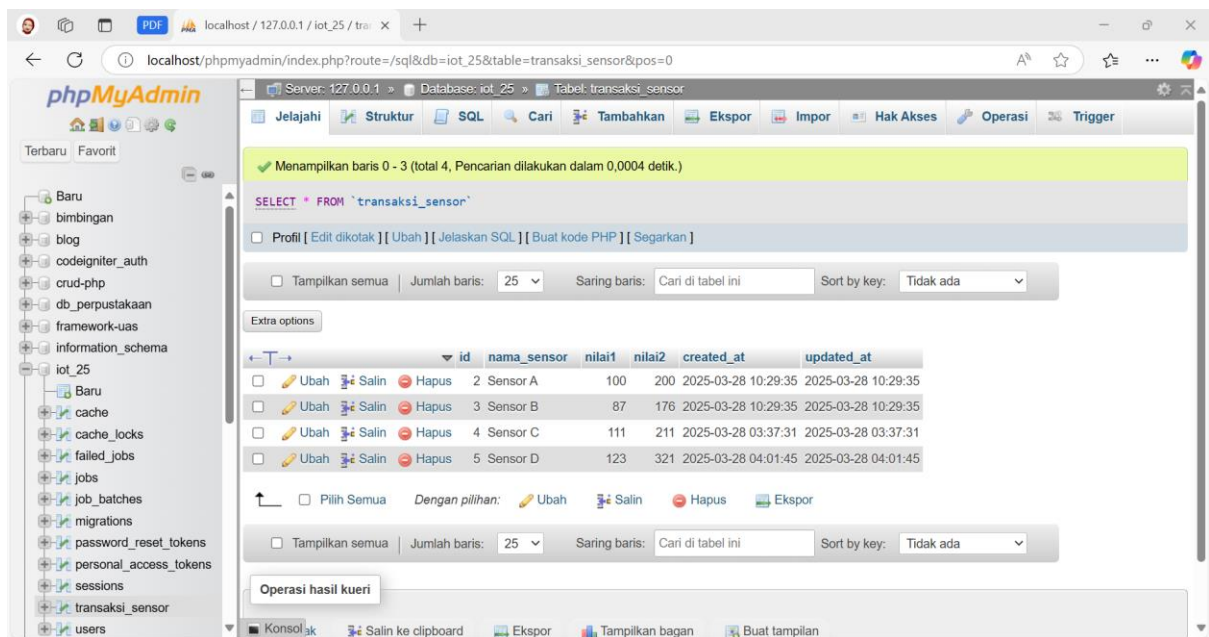 PDF
localhost / 127.0.0.1 / iot_25 / tra
localhost/phpmyadmin/index.php?route=/sql&db=iot_25&table=transaksi_sensor&pos=0
phpMyAdmin
Terbaru Favorit
Baru
bimbingan
blog
codeigniter_auth
crud-php
db_perpustakaan
framework-uas
information_schema
iot_25
Baru
cache
cache_locks
failed_jobs
jobs
job_batches
migrations
password_reset_tokens
personal_access_tokens
sessions
transaksi_sensor
users
Server: 127.0.0.1 » Database: iot_25 » Tabel: transaksi_sensor
Jelajahi Struktur SQL Cari Tambahkan Ekspor Impor Hak Akses Operasi Trigger
Menampilkan baris 0 - 3 (total 4, Pencarian dilakukan dalam 0,0004 detik.)
SELECT * FROM `transaksi_sensor`
Profil [ Edit dikotak ] [ Ubah ] [ Jelaskan SQL ] [ Buat kode PHP ] [ Segarkan ]
Tampilkan semua | Jumlah baris: 25 Saring baris: Cari di tabel ini Sort by key: Tidak ada
Extra options
id nama_sensor nilai1 nilai2 created_at updated_at
Ubah Salin Hapus 2 Sensor A 100 200 2025-03-28 10:29:35 2025-03-28 10:29:35
Ubah Salin Hapus 3 Sensor B 87 176 2025-03-28 10:29:35 2025-03-28 10:29:35
Ubah Salin Hapus 4 Sensor C 111 211 2025-03-28 03:37:31 2025-03-28 03:37:31
Ubah Salin Hapus 5 Sensor D 123 321 2025-03-28 04:01:45 2025-03-28 04:01:45
Pilih Semua Dengan pilihan: Ubah Salin Hapus Ekspor
Tampilkan semua | Jumlah baris: 25 Saring baris: Cari di tabel ini Sort by key: Tidak ada
Operasi hasil kueri
Konsol ak Salin ke clipboard Ekspor Tampilkan bagan Buat tampilan